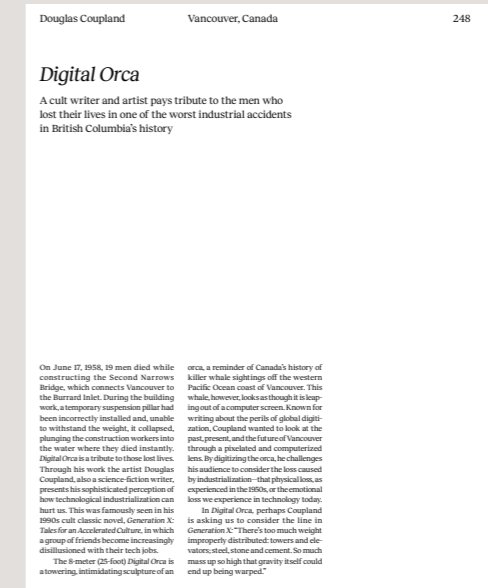 Douglas Coupland
Vancouver, Canada
248
Digital Orca
A cult writer and artist pays tribute to the men who
lost their lives in one of the worst industrial accidents
in British Columbia's history
On June 17, 1958, 19 men died while
constructing the Second Narrows
Bridge, which connects Vancouver to
the Burrard Inlet. During the building
work, a temporary suspension pillar had
been incorrectly installed and, unable
to withstand the weight, it collapsed,
plunging the construction workers into
the water where they died instantly.
Digital Orca is a tribute to those lost lives.
Through his work the artist Douglas
Coupland, also a science-fiction writer,
presents his sophisticated perception of
how technological industrialization can
hurt us. This was famously seen in his
1990s cult classic novel, Generation X:
Tales for an Accelerated Culture, in which
a group of friends become increasingly
disillusioned with their tech jobs.
The 8-meter (25-foot) Digital Orca is
a towering, intimidating sculpture of an
orca, a reminder of Canada's history of
killer whale sightings off the western
Pacific Ocean coast of Vancouver. This
whale, however, looks as though it is leap-
ing out of a computer screen. Known for
writing about the perils of global digiti-
zation, Coupland wanted to look at the
past, present, and the future of Vancouver
through a pixelated and computerized
lens. By digitizing the orca, he challenges
his audience to consider the loss caused
by industrialization—that physical loss, as
experienced in the 1950s, or the emotional
loss we experience in technology today.
In Digital Orca, perhaps Coupland
is asking us to consider the line in
Generation X: "There's too much weight
improperly distributed: towers and ele-
vators; steel, stone and cement. So much
mass up so high that gravity itself could
end up being warped."